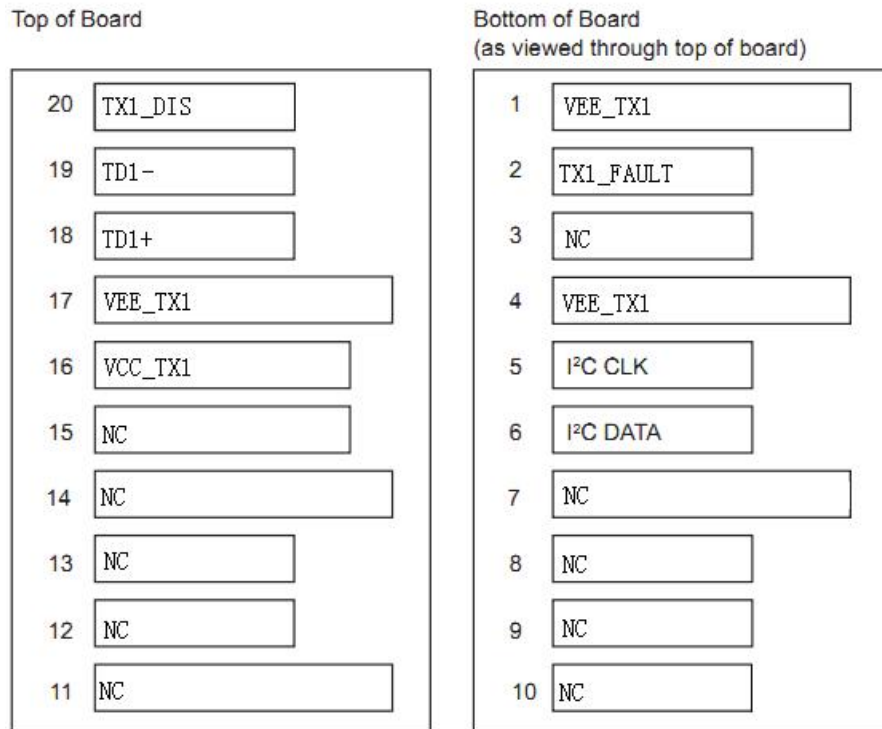 Top of Board
20 TX1_DIS
19 TD1-
18 TD1+
17 VEE_TX1
16 VCC_TX1
15 NC
14 NC
13 NC
12 NC
11 NC
Bottom of Board
(as viewed through top of board)
1 VEE_TX1
2 TX1_FAULT
3 NC
4 VEE_TX1
5 I²C CLK
6 I²C DATA
7 NC
8 NC
9 NC
10 NC